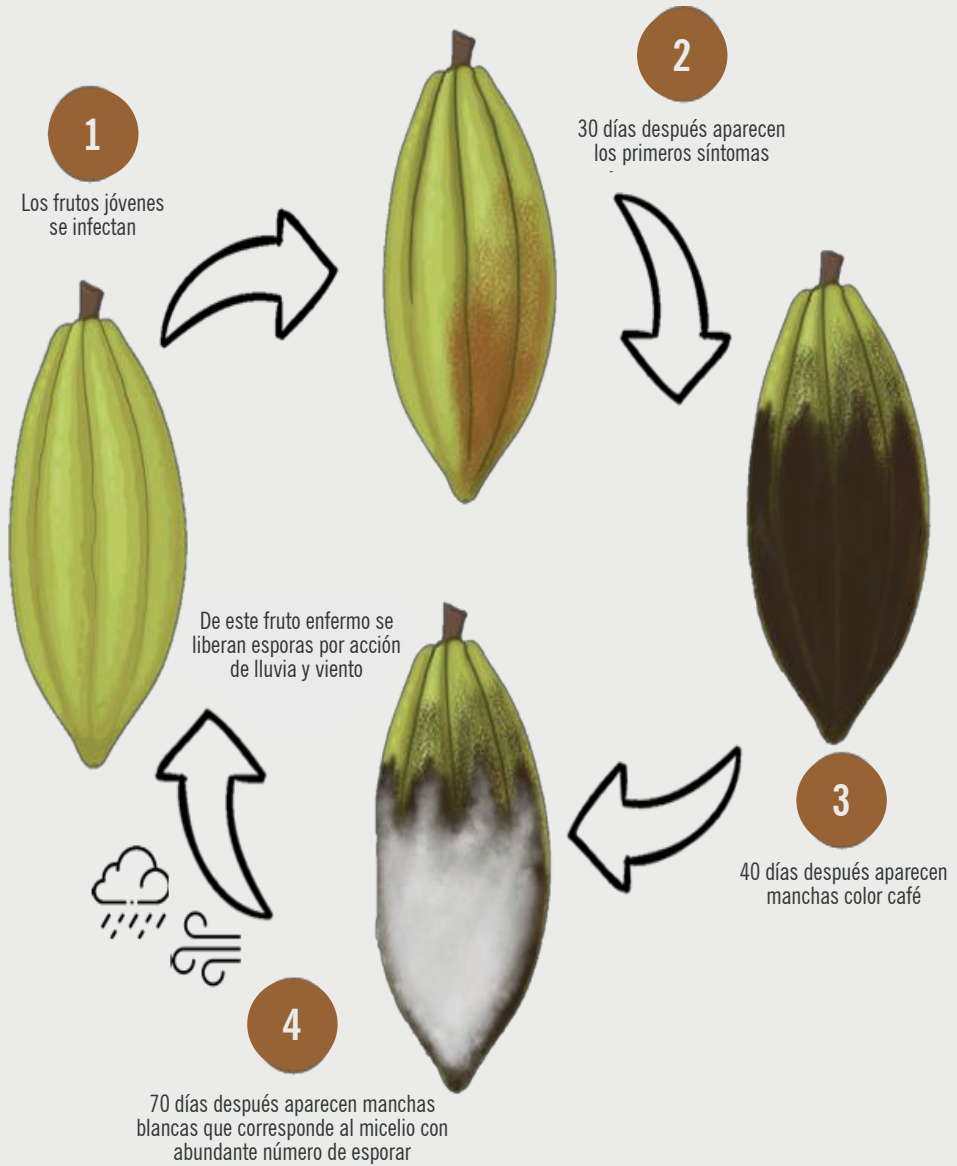 1
Los frutos jóvenes
se infectan
2
30 días después aparecen
los primeros síntomas
3
40 días después aparecen
manchas color café
4
70 días después aparecen manchas
blancas que corresponde al micelio con
abundante número de esporar
De este fruto enfermo se
liberan esporas por acción
de lluvia y viento